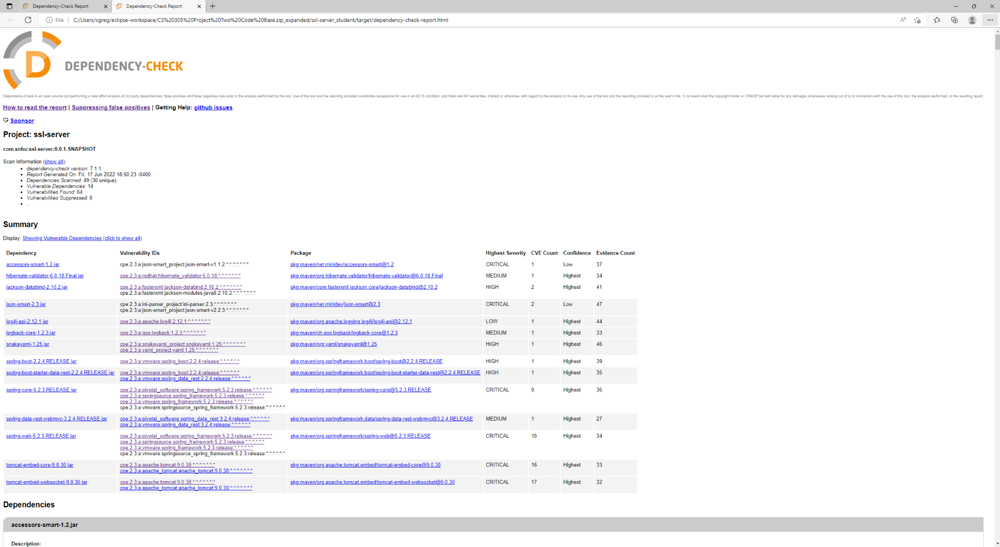 Dependency-Check Report
Dependency-Check Report
File | C:/Users/cgreg/eclipse-workspace/CS%20305%20Project%20Two%20Code%20Base.zip_expanded/ssl-server_student/target/dependency-check-report.html
D DEPENDENCY-CHECK
Dependency-Check is an open source tool performing a best effort analysis of 3rd party dependencies; false positives and false negatives may exist in the analysis performed by the tool. Use of the tool and the reporting provided constitutes acceptance for use in an AS IS condition, and there are NO warranties, implied or otherwise, with regard to the analysis or its use. Any use of the tool and the reporting provided is at the user's risk. In no event shall the copyright holder or OWASP be held liable for any damages whatsoever arising out of or in connection with the use of this tool, the analysis performed, or the resulting report.
How to read the report | Suppressing false positives | Getting Help: github issues
Sponsor
Project: ssl-server
com.snhu:ssl-server:0.0.1-SNAPSHOT
Scan Information (show all):
• dependency-check version: 7.1.1
• Report Generated On: Fri, 17 Jun 2022 18:50:23 -0400
• Dependencies Scanned: 49 (30 unique)
• Vulnerable Dependencies: 14
• Vulnerabilities Found: 64
• Vulnerabilities Suppressed: 0
• ...
Summary
Display: Showing Vulnerable Dependencies (click to show all)
Dependency Vulnerability IDs Package Highest Severity CVE Count Confidence Evidence Count
accessors-smart-1.2.jar cpe:2.3:a:json-smart_project:json-smart-v1:1.2:*:*:*:*:*:*:* pkg:maven/net.minidev/accessors-smart@1.2 CRITICAL 1 Low 37
hibernate-validator-6.0.18.Final.jar cpe:2.3:a:redhat:hibernate_validator:6.0.18:*:*:*:*:*:*:* pkg:maven/org.hibernate.validator/hibernate-validator@6.0.18.Final MEDIUM 1 Highest 34
jackson-databind-2.10.2.jar cpe:2.3:a:fasterxml:jackson-databind:2.10.2:*:*:*:*:*:*:* pkg:maven/com.fasterxml.jackson.core/jackson-databind@2.10.2 HIGH 2 Highest 41
cpe:2.3:a:fasterxml:jackson-modules-java8:2.10.2:*:*:*:*:*:*:*
json-smart-2.3.jar cpe:2.3:a:ini-parser_project:ini-parser:2.3:*:*:*:*:*:*:* pkg:maven/net.minidev/json-smart@2.3 CRITICAL 2 Low 47
cpe:2.3:a:json-smart_project:json-smart-v2:2.3:*:*:*:*:*:*:*
log4j-api-2.12.1.jar cpe:2.3:a:apache:log4j:2.12.1:*:*:*:*:*:*:* pkg:maven/org.apache.logging.log4j/log4j-api@2.12.1 LOW 1 Highest 44
logback-core-1.2.3.jar cpe:2.3:a:qos:logback:1.2.3:*:*:*:*:*:*:* pkg:maven/ch.qos.logback/logback-core@1.2.3 MEDIUM 1 Highest 33
snakeyaml-1.25.jar cpe:2.3:a:snakeyaml_project:snakeyaml:1.25:*:*:*:*:*:*:* pkg:maven/org.yaml/snakeyaml@1.25 HIGH 1 Highest 46
cpe:2.3:a:yaml_project:yaml:1.25:*:*:*:*:*:*:*
spring-boot-2.2.4.RELEASE.jar cpe:2.3:a:vmware:spring_boot:2.2.4:release:*:*:*:*:*:* pkg:maven/org.springframework.boot/spring-boot@2.2.4.RELEASE HIGH 1 Highest 39
spring-boot-starter-data-rest-2.2.4.RELEASE.jar cpe:2.3:a:vmware:spring_boot:2.2.4:release:*:*:*:*:*:* pkg:maven/org.springframework.boot/spring-boot-starter-data-rest@2.2.4.RELEASE HIGH 1 Highest 35
cpe:2.3:a:vmware:spring_data_rest:2.2.4:release:*:*:*:*:*:*
spring-core-5.2.3.RELEASE.jar cpe:2.3:a:pivotal_software:spring_framework:5.2.3:release:*:*:*:*:*:* pkg:maven/org.springframework/spring-core@5.2.3.RELEASE CRITICAL 9 Highest 36
cpe:2.3:a:springsource:spring_framework:5.2.3:release:*:*:*:*:*:*
cpe:2.3:a:vmware:spring_framework:5.2.3:release:*:*:*:*:*:*
cpe:2.3:a:vmware:springsource_spring_framework:5.2.3:release:*:*:*:*:*:*
spring-data-rest-webmvc-3.2.4.RELEASE.jar cpe:2.3:a:pivotal_software:spring_data_rest:3.2.4:release:*:*:*:*:*:* pkg:maven/org.springframework.data/spring-data-rest-webmvc@3.2.4.RELEASE MEDIUM 1 Highest 27
cpe:2.3:a:vmware:spring_data_rest:3.2.4:release:*:*:*:*:*:*
spring-web-5.2.3.RELEASE.jar cpe:2.3:a:pivotal_software:spring_framework:5.2.3:release:*:*:*:*:*:* pkg:maven/org.springframework/spring-web@5.2.3.RELEASE CRITICAL 10 Highest 34
cpe:2.3:a:springsource:spring_framework:5.2.3:release:*:*:*:*:*:*
cpe:2.3:a:vmware:spring_framework:5.2.3:release:*:*:*:*:*:*
cpe:2.3:a:vmware:springsource_spring_framework:5.2.3:release:*:*:*:*:*:*
tomcat-embed-core-9.0.30.jar cpe:2.3:a:apache:tomcat:9.0.30:*:*:*:*:*:*:* pkg:maven/org.apache.tomcat.embed/tomcat-embed-core@9.0.30 CRITICAL 16 Highest 33
cpe:2.3:a:apache_tomcat:apache_tomcat:9.0.30:*:*:*:*:*:*:*
tomcat-embed-websocket-9.0.30.jar cpe:2.3:a:apache:tomcat:9.0.30:*:*:*:*:*:*:* pkg:maven/org.apache.tomcat.embed/tomcat-embed-websocket@9.0.30 CRITICAL 17 Highest 32
cpe:2.3:a:apache_tomcat:apache_tomcat:9.0.30:*:*:*:*:*:*:*
Dependencies
accessors-smart-1.2.jar
Description: